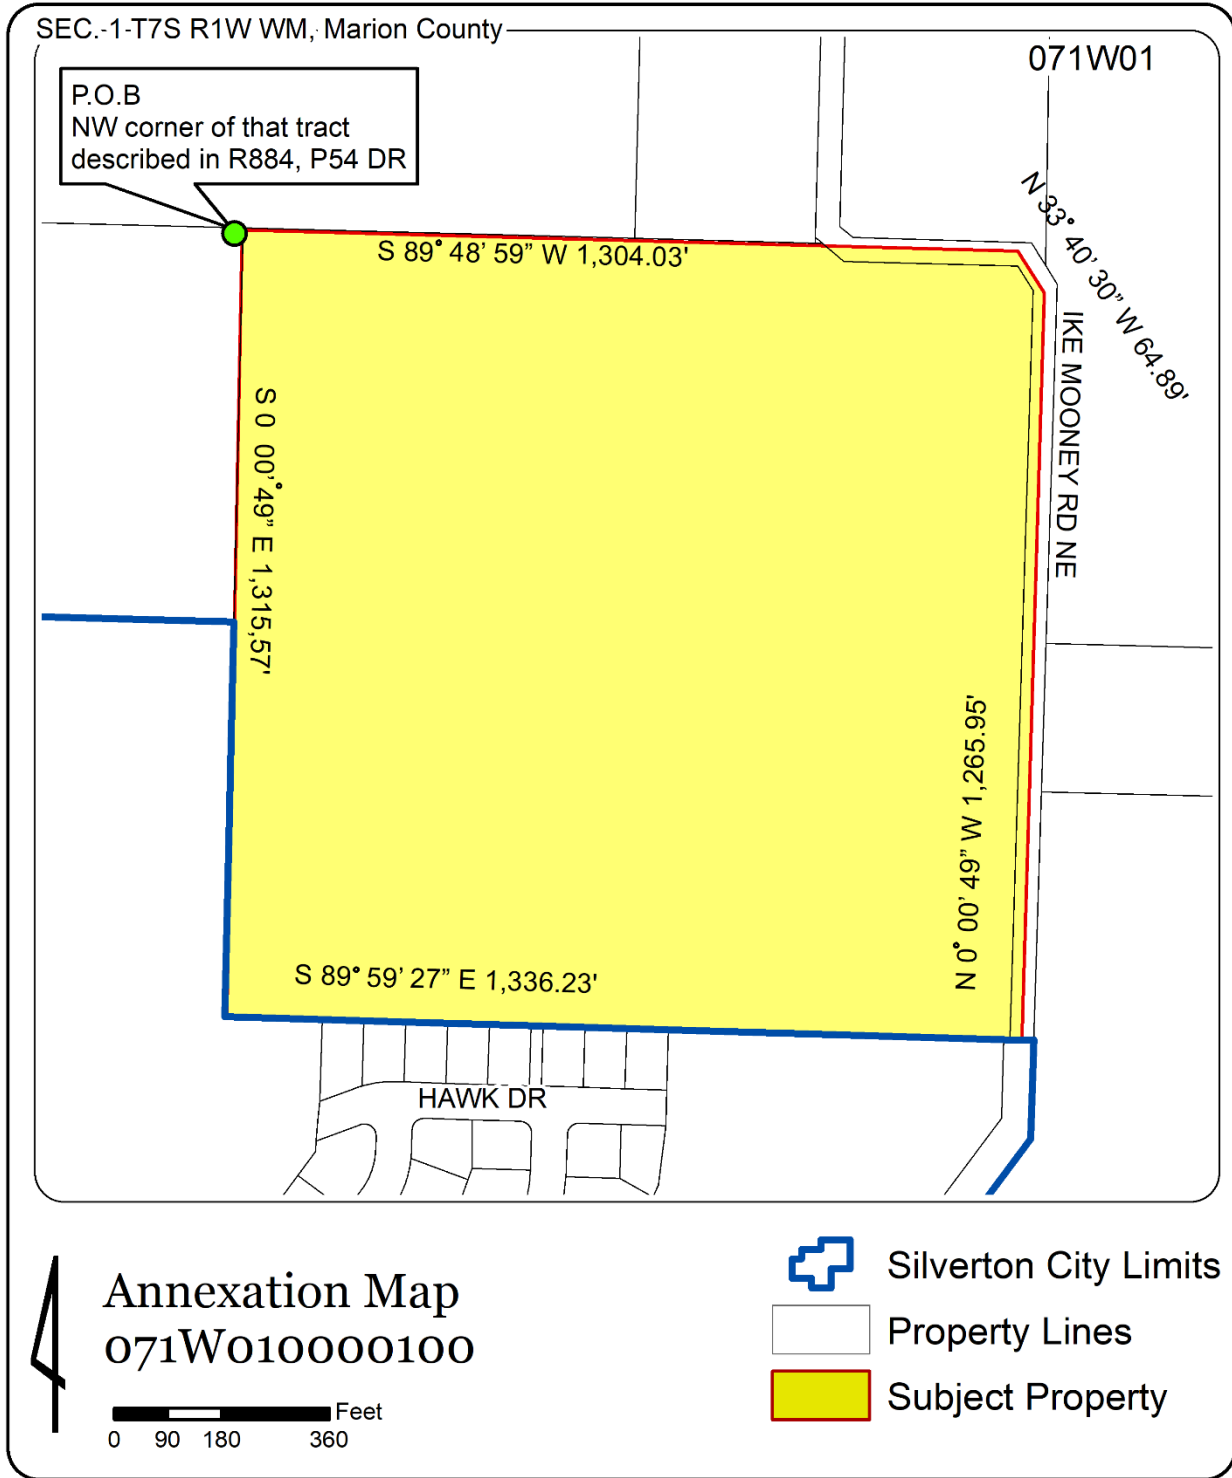 SEC.-1-T7S R1W WM, Marion County
071W01
P.O.B
NW corner of that tract
described in R884, P54 DR
S 89° 48’ 59” W 1,304.03'
N 33° 40’ 30” W 64.89'
IKE MOONEY RD NE
S 0 00’°49” E 1,315,57'
N 0° 00’ 49” W 1,265.95'
S 89° 59’ 27” E 1,336.23'
HAWK DR
Annexation Map
071W010000100
Feet
0 90 180 360
Silverton City Limits
Property Lines
Subject Property